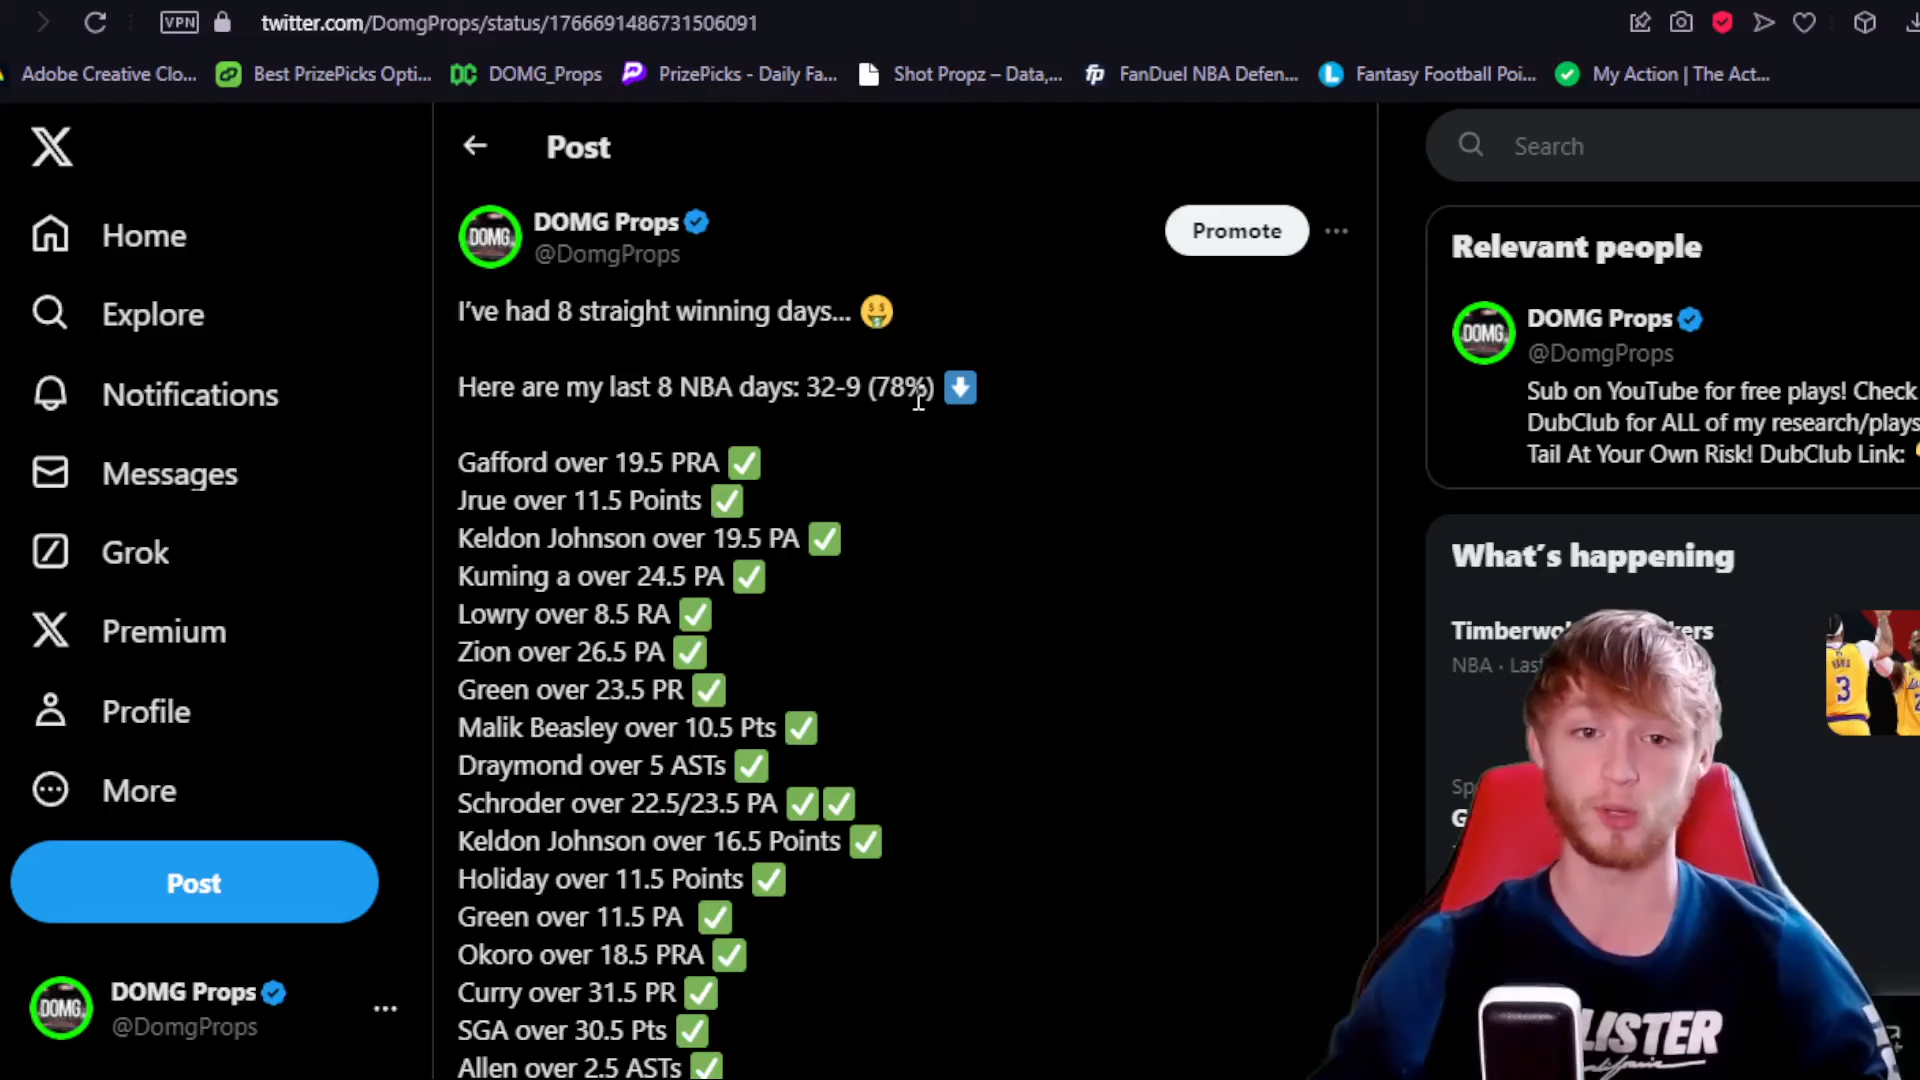 VPN
twitter.com/DomgProps/status/1766691486731506091
Adobe Creative Clo...
Best PrizePicks Opti...
DC DOMG_Props
PrizePicks - Daily Fa...
Shot Propz – Data,...
fp FanDuel NBA Defen...
Fantasy Football Poi...
My Action | The Act...
Home
Explore
Notifications
Messages
Grok
Premium
Profile
More
Post
DOMG.
DOMG Props
@DomgProps
Post
DOMG.
DOMG Props
@DomgProps
Promote
I’ve had 8 straight winning days... 🤑
Here are my last 8 NBA days: 32-9 (78%) ⬇️
Gafford over 19.5 PRA ✅
Jrue over 11.5 Points ✅
Keldon Johnson over 19.5 PA ✅
Kuming a over 24.5 PA ✅
Lowry over 8.5 RA ✅
Zion over 26.5 PA ✅
Green over 23.5 PR ✅
Malik Beasley over 10.5 Pts ✅
Draymond over 5 ASTs ✅
Schroder over 22.5/23.5 PA ✅✅
Keldon Johnson over 16.5 Points ✅
Holiday over 11.5 Points ✅
Green over 11.5 PA ✅
Okoro over 18.5 PRA ✅
Curry over 31.5 PR ✅
SGA over 30.5 Pts ✅
Allen over 2.5 ASTs ✅
Search
Relevant people
DOMG.
DOMG Props
@DomgProps
Sub on YouTube for free plays! Check
DubClub for ALL of my research/plays
Tail At Your Own Risk! DubClub Link:
What’s happening
NBA
3